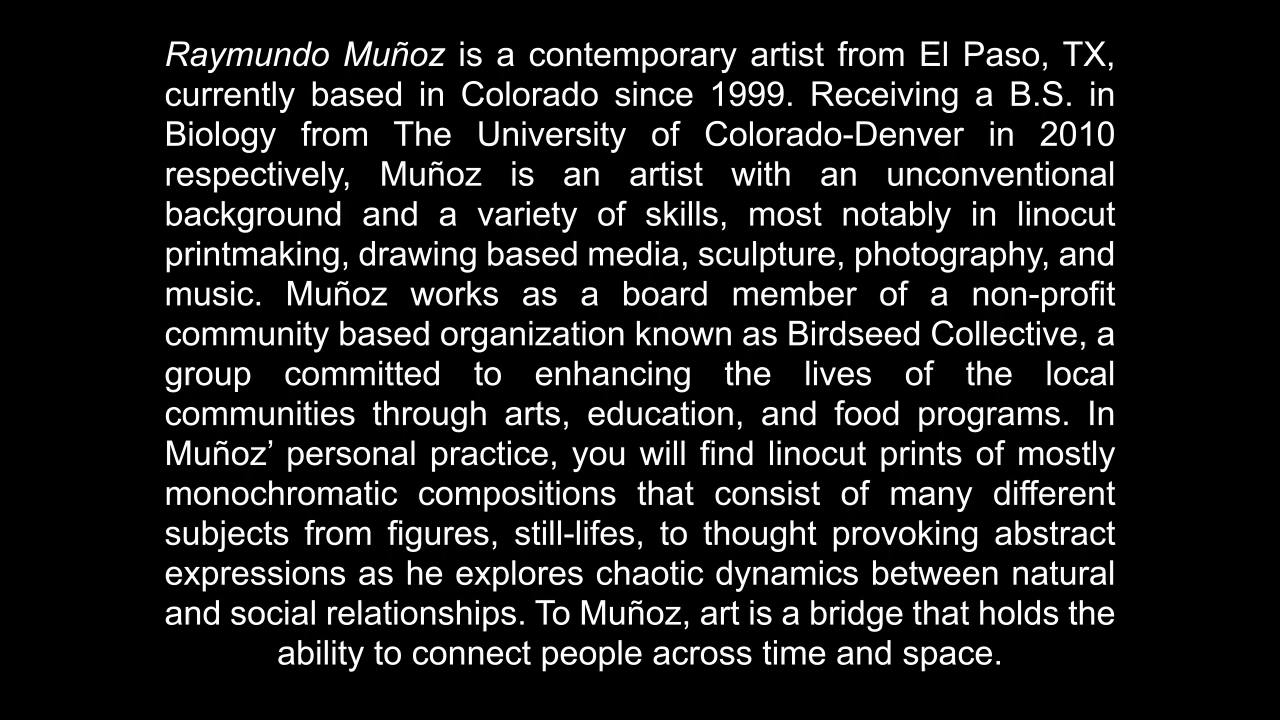 Raymundo Muñoz is a contemporary artist from El Paso, TX,
currently based in Colorado since 1999. Receiving a B.S. in
Biology from The University of Colorado-Denver in 2010
respectively, Muñoz is an artist with an unconventional
background and a variety of skills, most notably in linocut
printmaking, drawing based media, sculpture, photography, and
music. Muñoz works as a board member of a non-profit
community based organization known as Birdseed Collective, a
group committed to enhancing the lives of the local
communities through arts, education, and food programs. In
Muñoz’ personal practice, you will find linocut prints of mostly
monochromatic compositions that consist of many different
subjects from figures, still-lifes, to thought provoking abstract
expressions as he explores chaotic dynamics between natural
and social relationships. To Muñoz, art is a bridge that holds the
ability to connect people across time and space.